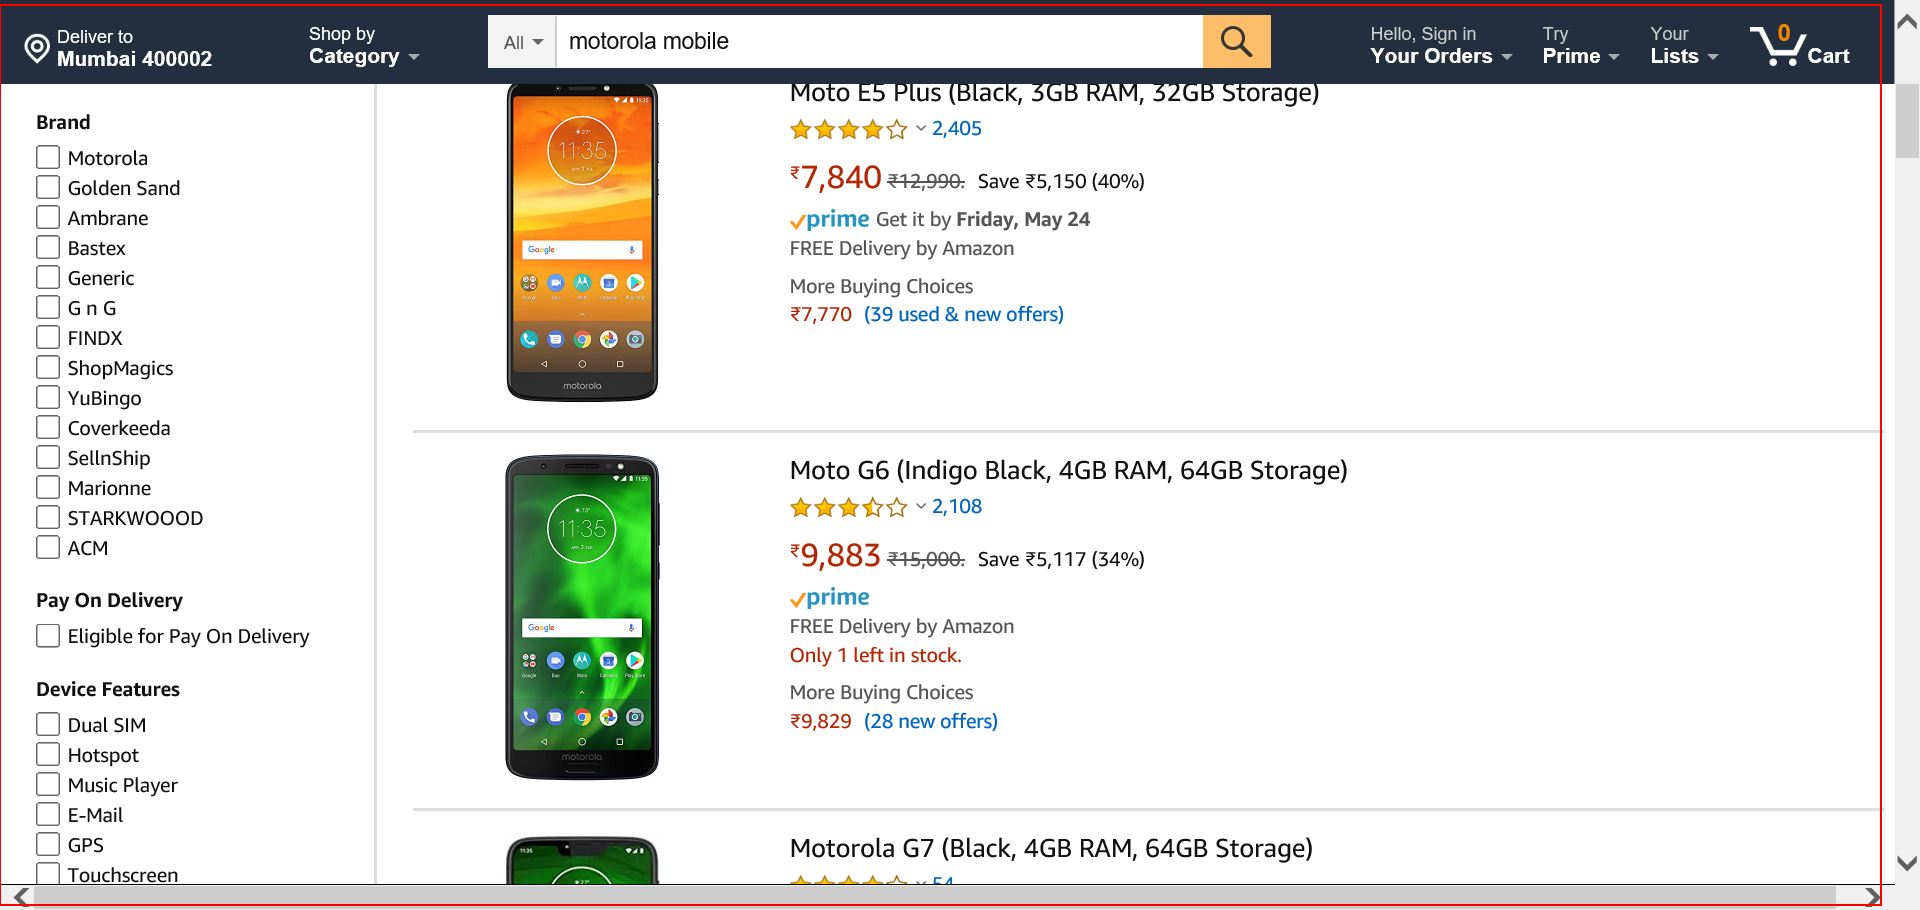 Deliver to
Mumbai 400002
Shop by
Category
All
motorola mobile
Hello, Sign in
Your Orders
Try
Prime
Your
Lists
0
Cart
Brand
Motorola
Golden Sand
Ambrane
Bastex
Generic
G n G
FINDX
ShopMagics
YuBingo
Coverkeeda
SellnShip
Marionne
STARKWOOOD
ACM
Pay On Delivery
Eligible for Pay On Delivery
Device Features
Dual SIM
Hotspot
Music Player
E-Mail
GPS
Touchscreen
11:35
11:35
Google
motorola
Moto E5 Plus (Black, 3GB RAM, 32GB Storage)
2,405
₹7,840 ₹12,990. Save ₹5,150 (40%)
prime Get it by Friday, May 24
FREE Delivery by Amazon
More Buying Choices
₹7,770 (39 used & new offers)
11:35
11:35
Google
motorola
Moto G6 (Indigo Black, 4GB RAM, 64GB Storage)
2,108
₹9,883 ₹15,000. Save ₹5,117 (34%)
prime
FREE Delivery by Amazon
Only 1 left in stock.
More Buying Choices
₹9,829 (28 new offers)
11:35
Motorola G7 (Black, 4GB RAM, 64GB Storage)
54